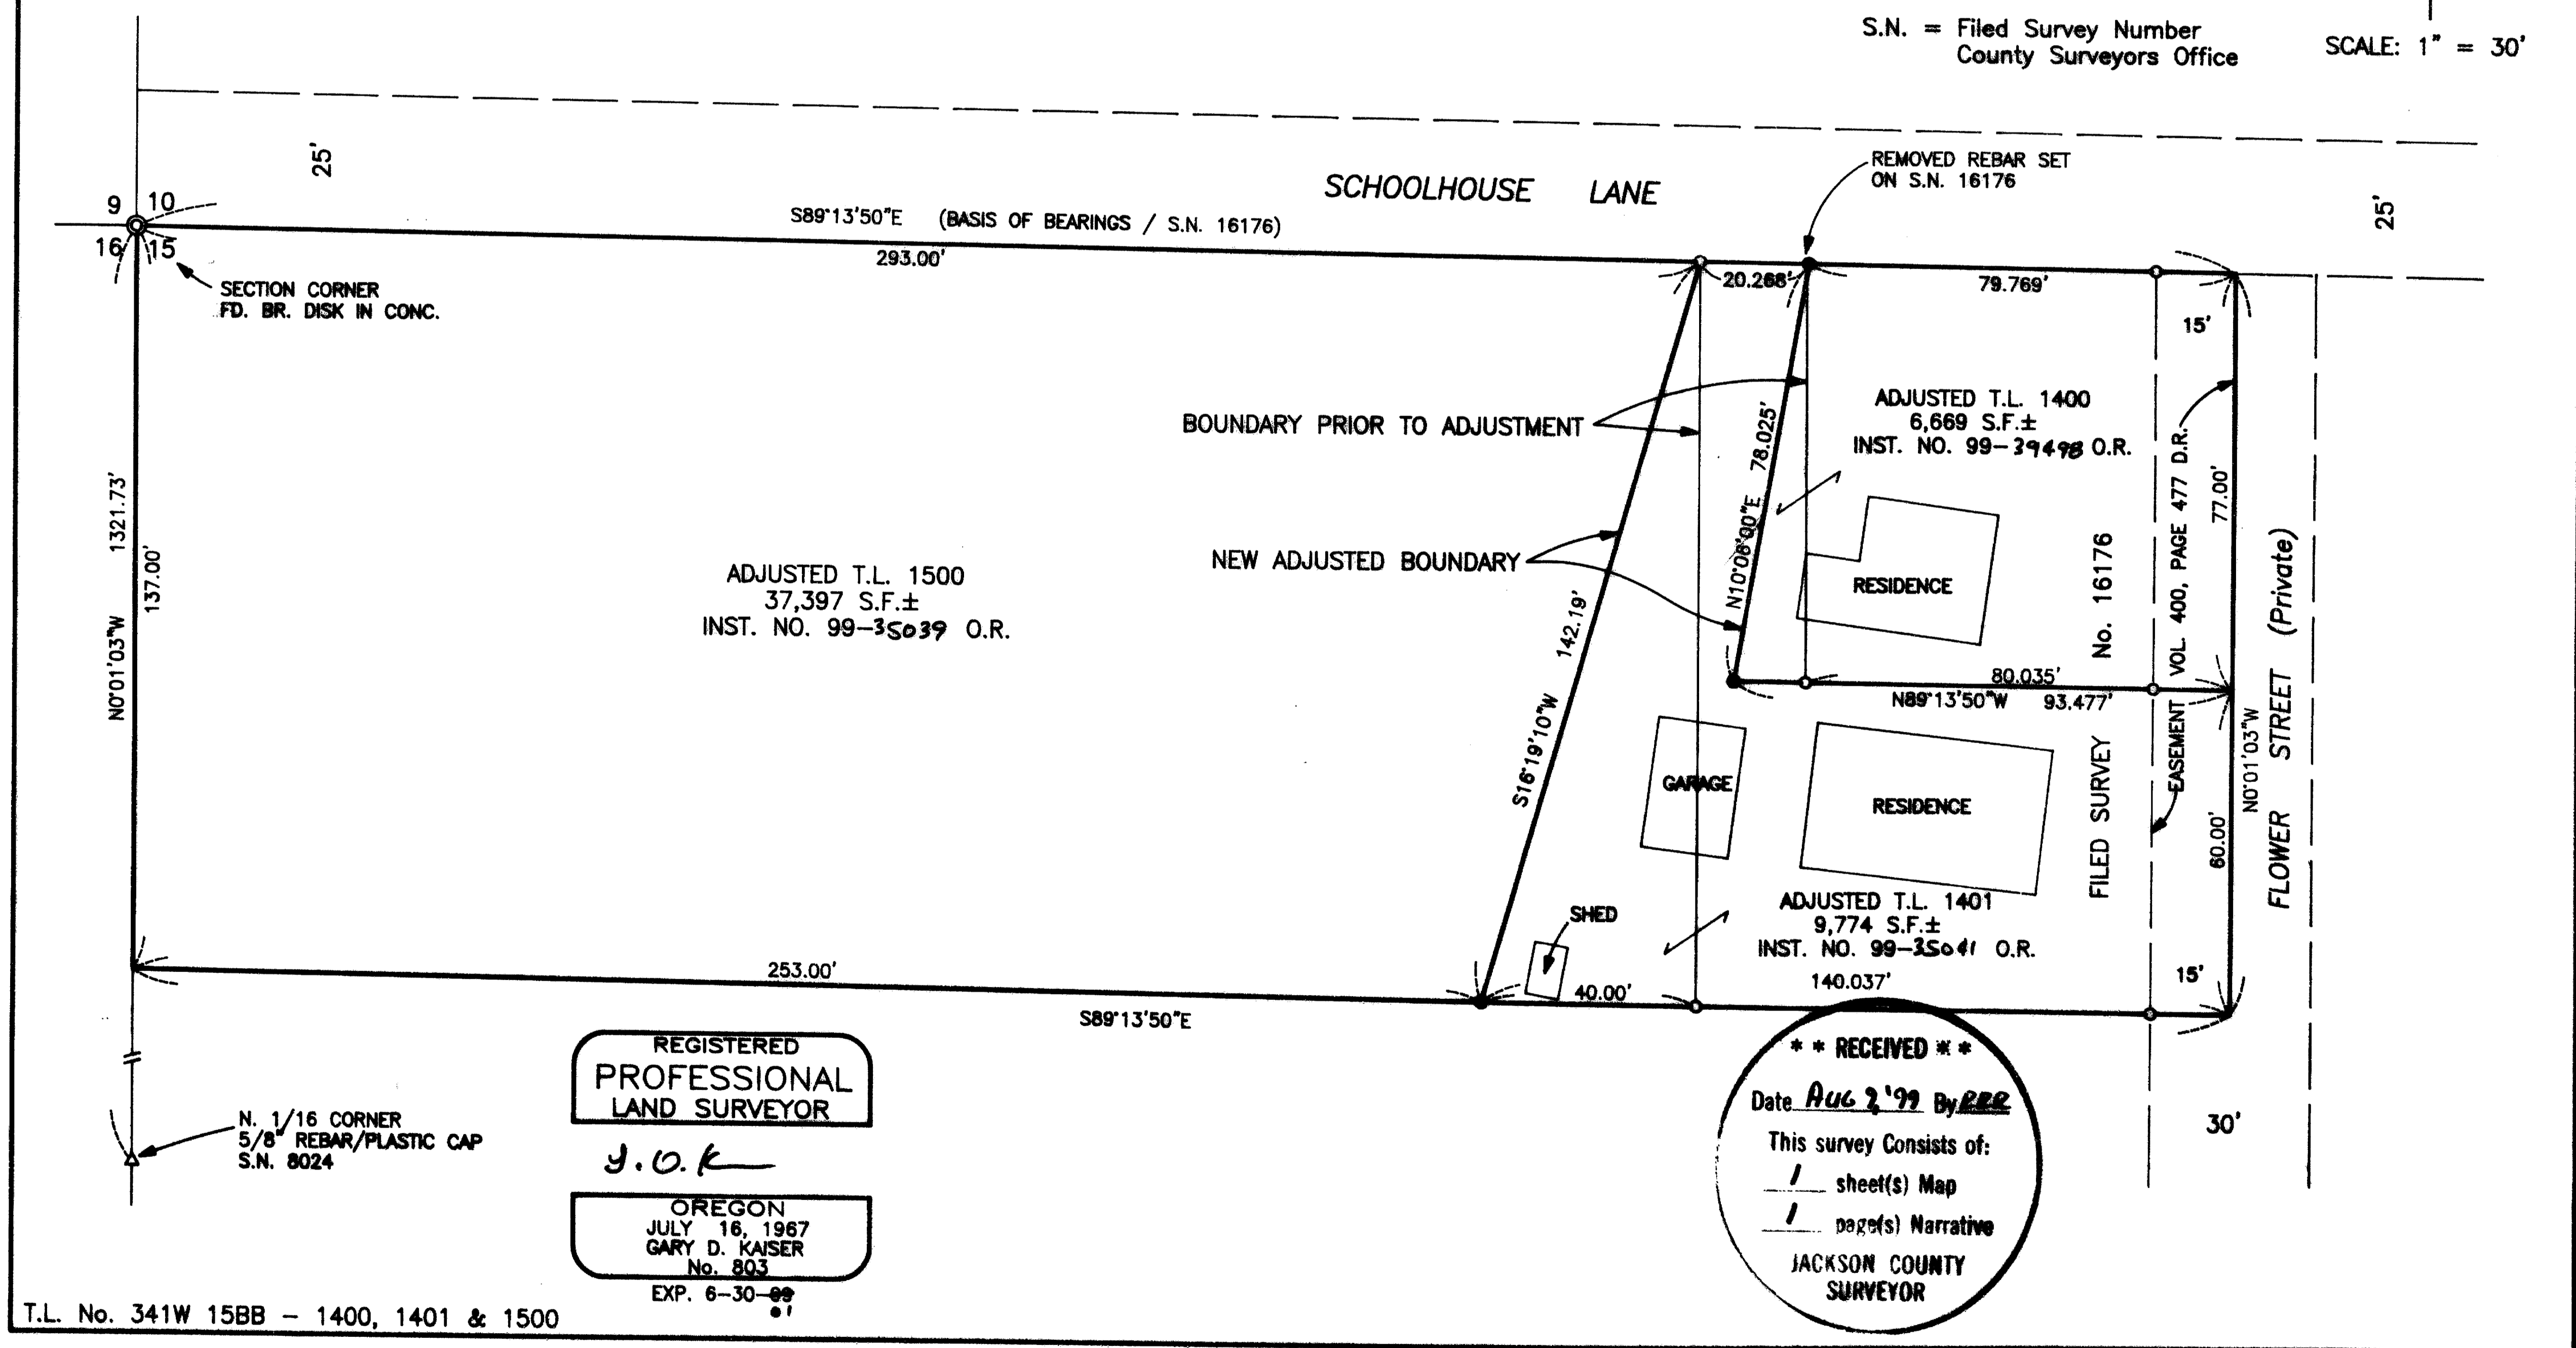 S.N. = Filed Survey Number
County Surveyors Office
SCALE: 1" = 30'
25'
REMOVED REBAR SET
ON S.N. 16176
SCHOOLHOUSE LANE
25'
9 10
16 15
S89°13'50"E (BASIS OF BEARINGS / S.N. 16176)
293.00'
20.268'
79.769'
SECTION CORNER
FD. BR. DISK IN CONC.
15'
BOUNDARY PRIOR TO ADJUSTMENT
ADJUSTED T.L. 1400
6,669 S.F.±
INST. NO. 99-39498 O.R.
78.025'
N10°06'00"E
EASEMENT VOL. 400, PAGE 477 D.R.
77.00'
1321.73'
N0°01'03"W
137.00'
NEW ADJUSTED BOUNDARY
ADJUSTED T.L. 1500
37,397 S.F.±
INST. NO. 99-35039 O.R.
RESIDENCE
142.19'
S16°19'10"W
FILED SURVEY No. 16176
FLOWER STREET (Private)
80.035'
N89°13'50"W 93.477'
N0°01'03"W
60.00'
GARAGE
RESIDENCE
SHED
ADJUSTED T.L. 1401
9,774 S.F.±
INST. NO. 99-35041 O.R.
253.00'
40.00'
140.037'
15'
S89°13'50"E
REGISTERED
PROFESSIONAL
LAND SURVEYOR
OREGON
JULY 16, 1967
GARY D. KAISER
No. 803
EXP. 6-30-99
01
N. 1/16 CORNER
5/8" REBAR/PLASTIC CAP
S.N. 8024
* * RECEIVED * *
Date Aug 2, '99 By RRR
This survey Consists of:
1 sheet(s) Map
1 page(s) Narrative
JACKSON COUNTY
SURVEYOR
30'
T.L. No. 341W 15BB - 1400, 1401 & 1500